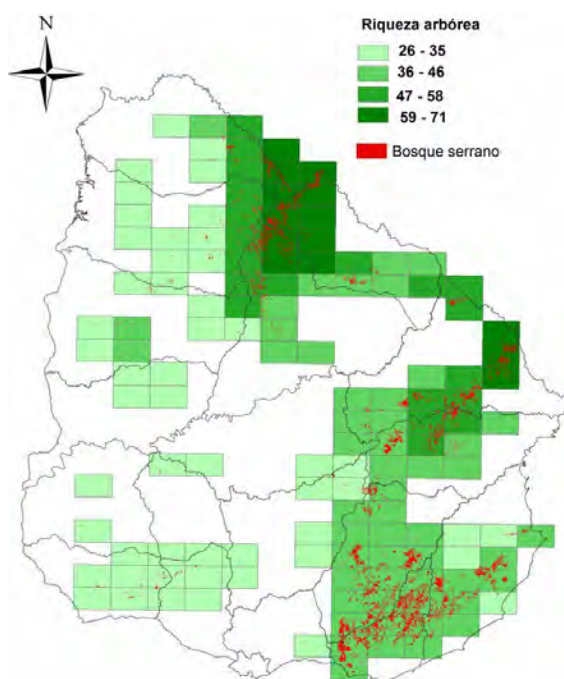 N
Riqueza arbórea
26 - 35
36 - 46
47 - 58
59 - 71
Bosque serrano